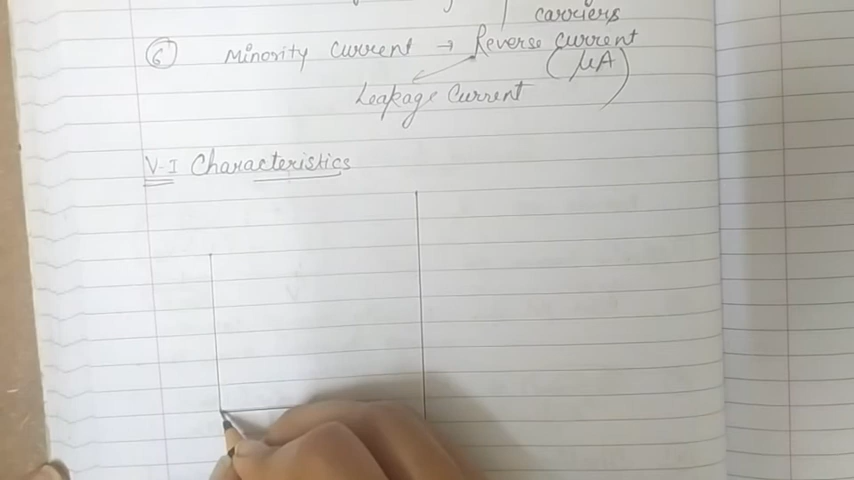 carriers
6 Minority Current → Reverse Current
(μA)
Leakage Current
V-I Characteristics